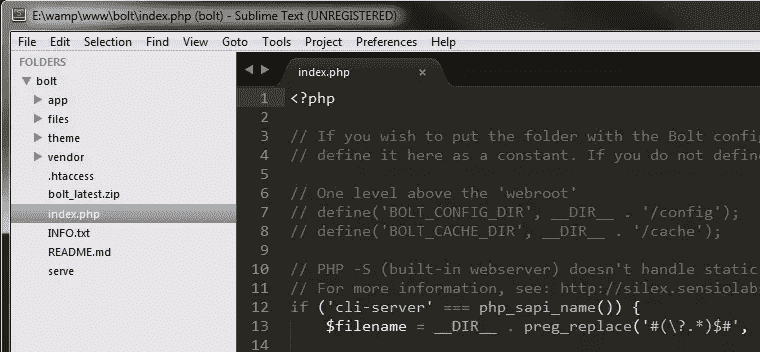 E:\wamp\www\bolt\index.php (bolt) - Sublime Text (UNREGISTERED)
File Edit Selection Find View Goto Tools Project Preferences Help
FOLDERS
bolt
app
files
theme
vendor
.htaccess
bolt_latest.zip
index.php
INFO.txt
README.md
serve
index.php ×
1 <?php
2
3 // If you wish to put the folder with the Bolt config
4 // define it here as a constant. If you do not define
5
6 // One level above the 'webroot'
7 // define('BOLT_CONFIG_DIR', __DIR__ . '/config');
8 // define('BOLT_CACHE_DIR', __DIR__ . '/cache');
9
10 // PHP -S (built-in webserver) doesn't handle static
11 // For more information, see: http://silex.sensiolabs
12 if ('cli-server' === php_sapi_name()) {
13 $filename = __DIR__ . preg_replace('#(\?.*)$#',
14